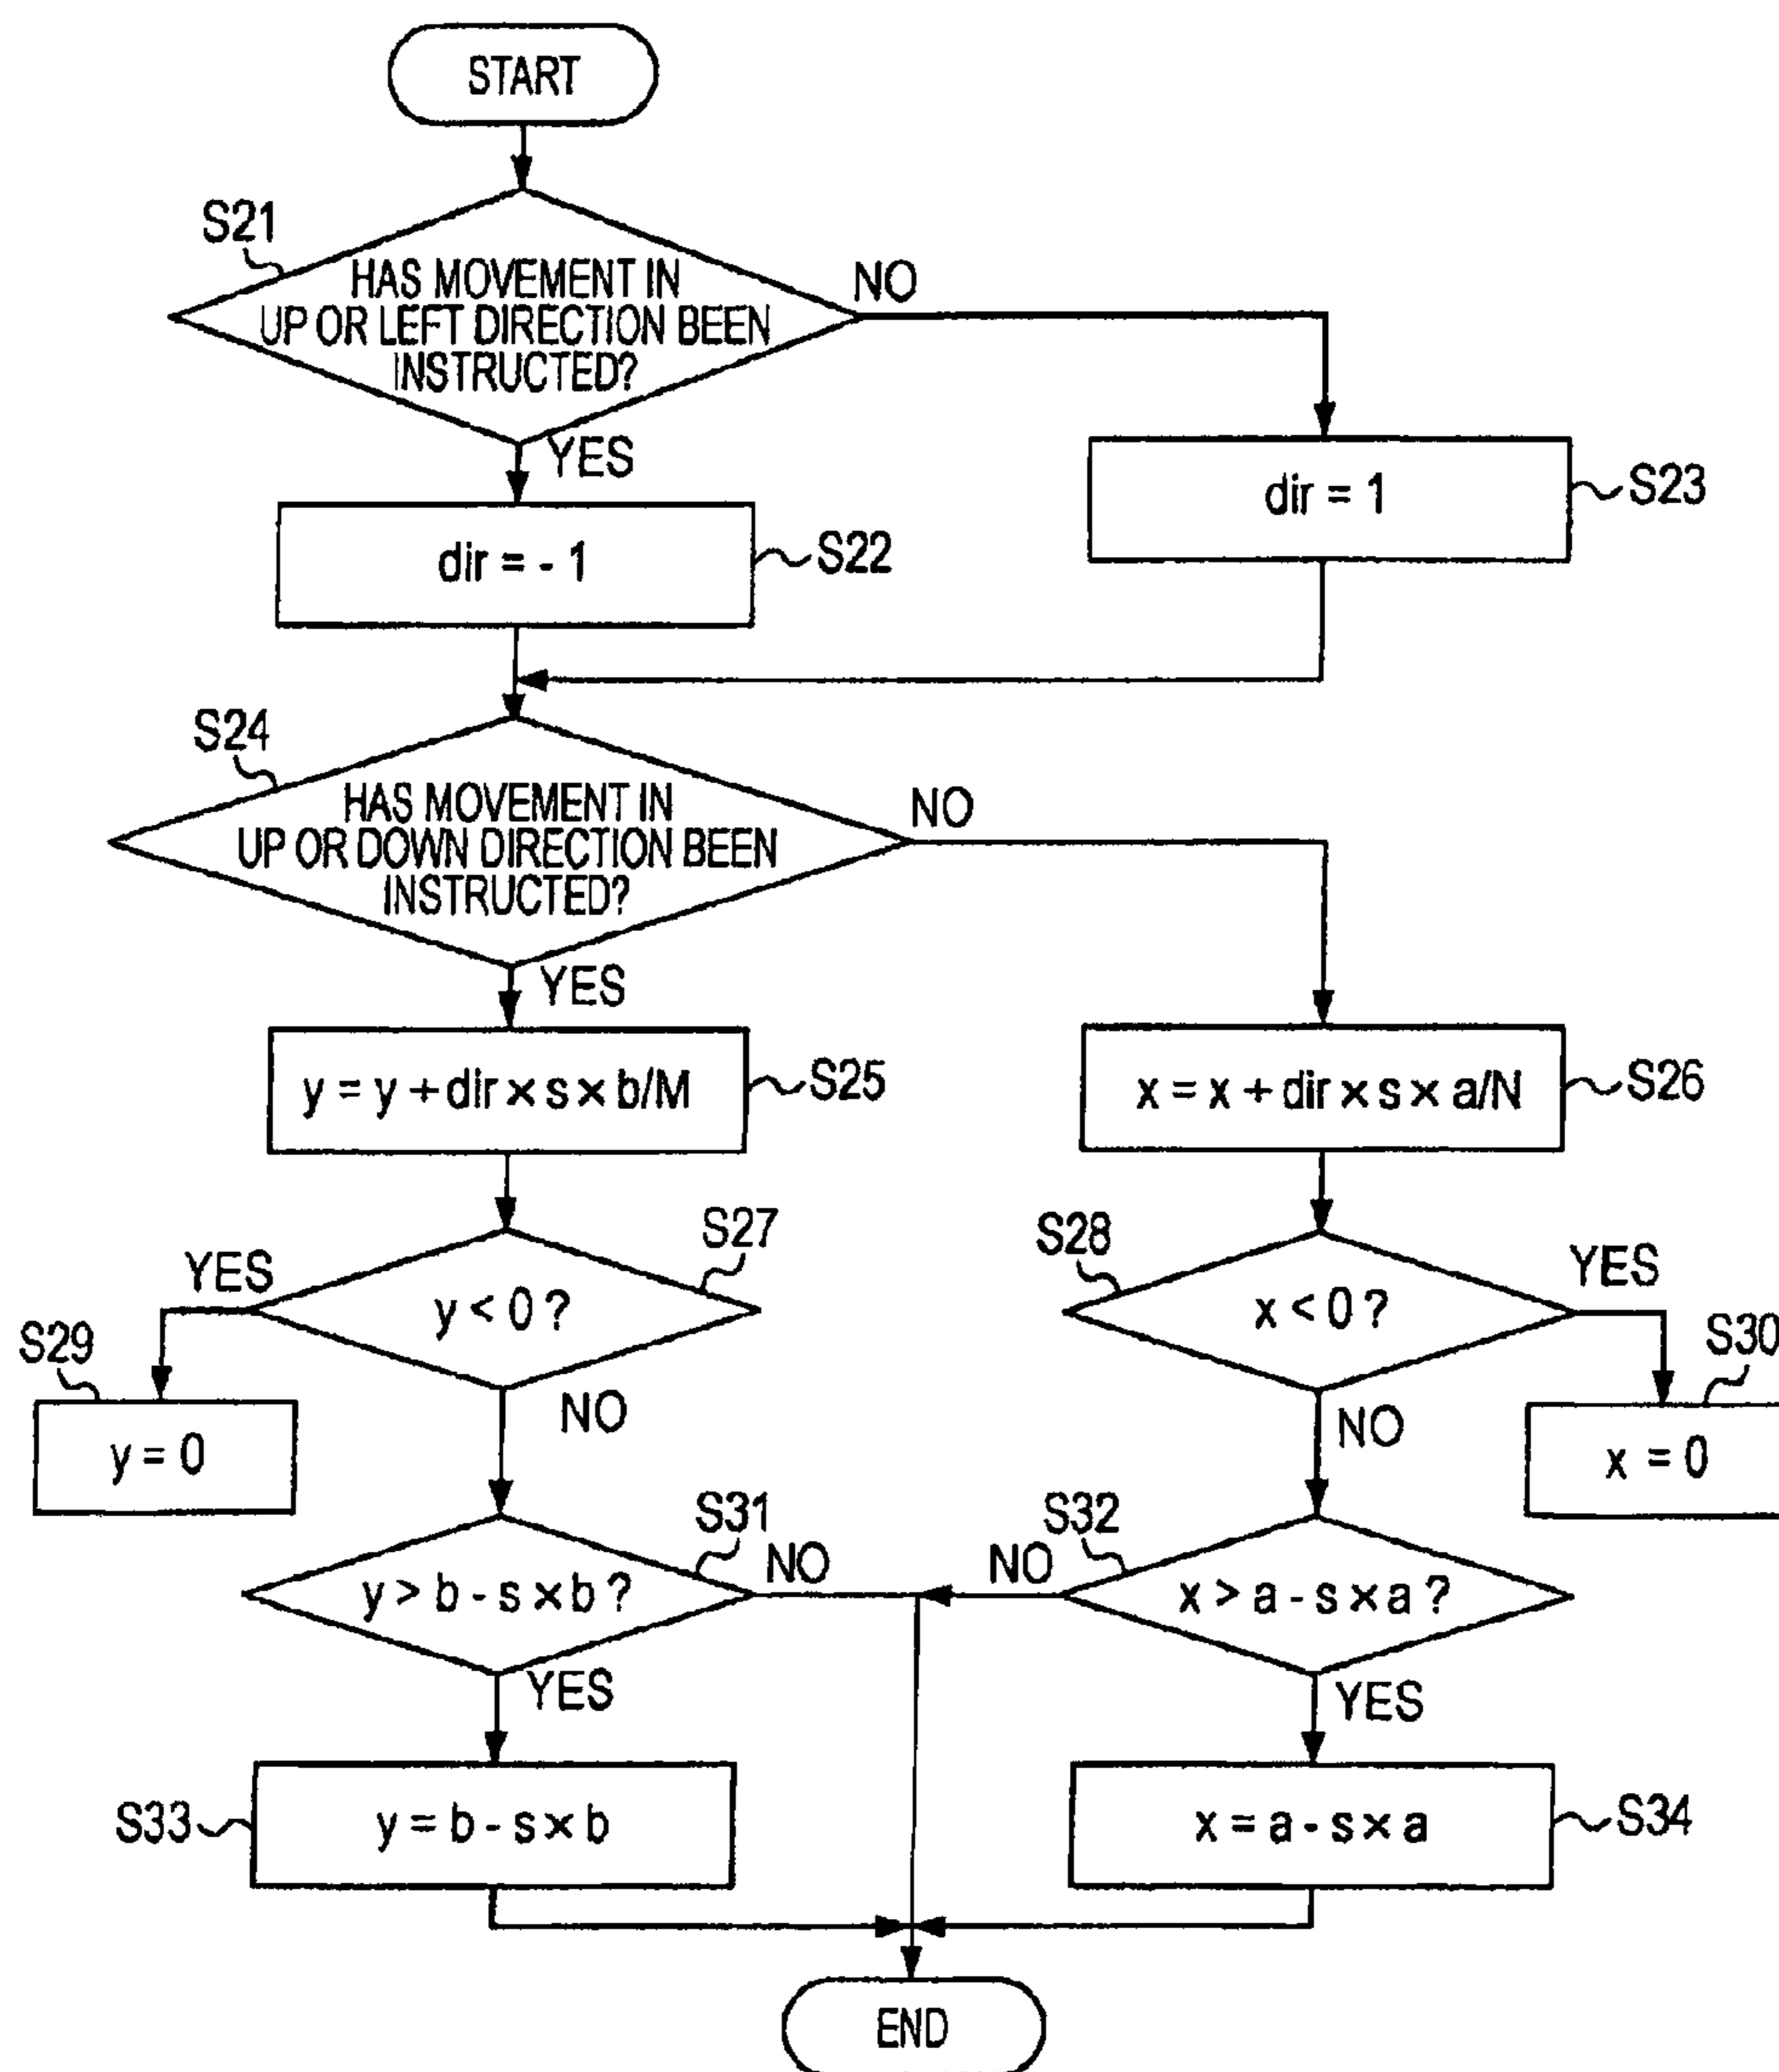 START
S21
HAS MOVEMENT IN
UP OR LEFT DIRECTION BEEN
INSTRUCTED?
NO
YES
dir = 1
S23
dir = - 1
S22
S24
HAS MOVEMENT IN
UP OR DOWN DIRECTION BEEN
INSTRUCTED?
NO
YES
y = y + dir × s × b/M
S25
x = x + dir × s × a/N
S26
S27
y < 0 ?
YES
NO
S28
x < 0 ?
YES
NO
S29
y = 0
S30
x = 0
S31
y > b - s × b ?
NO
YES
S32
x > a - s × a ?
NO
YES
S33
y = b - s × b
x = a - s × a
S34
END